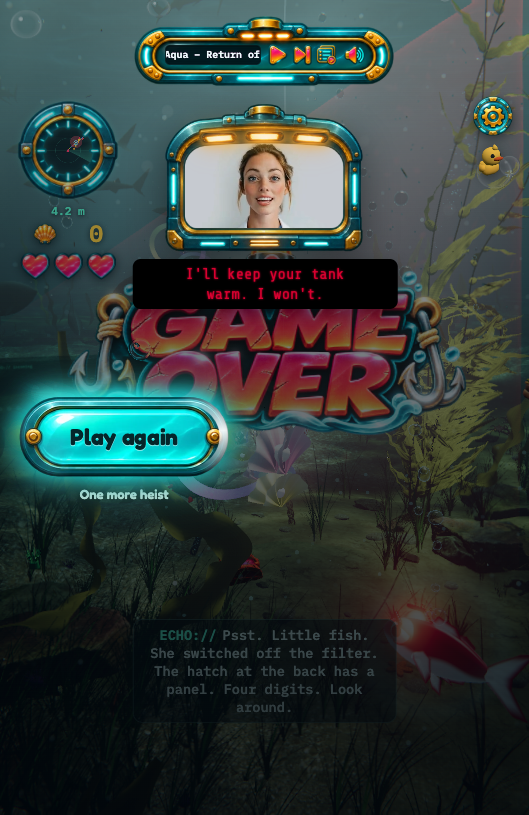 Aqua - Return of
4.2 m
0
I'll keep your tank
warm. I won't.
GAME
OVER
Play again
One more heist
ECHO:// Psst. Little fish.
She switched off the filter.
The hatch at the back has a
panel. Four digits. Look
around.